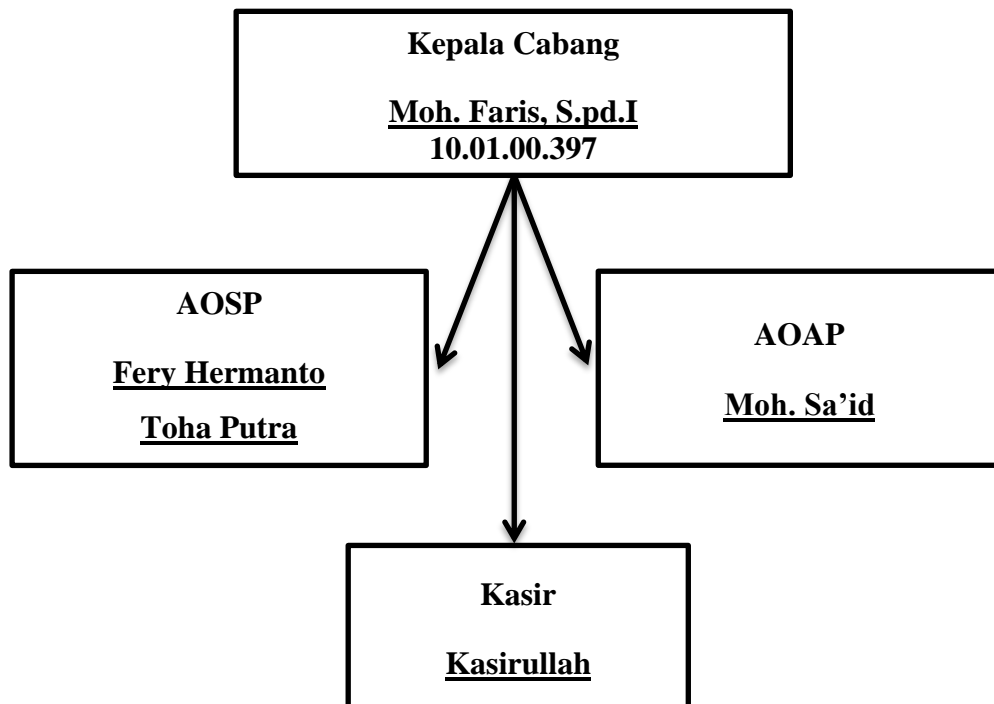 Kepala Cabang
Moh. Faris, S.pd.I
10.01.00.397
AOSP
Fery Hermanto
Toha Putra
AOAP
Moh. Sa’id
Kasir
Kasirullah